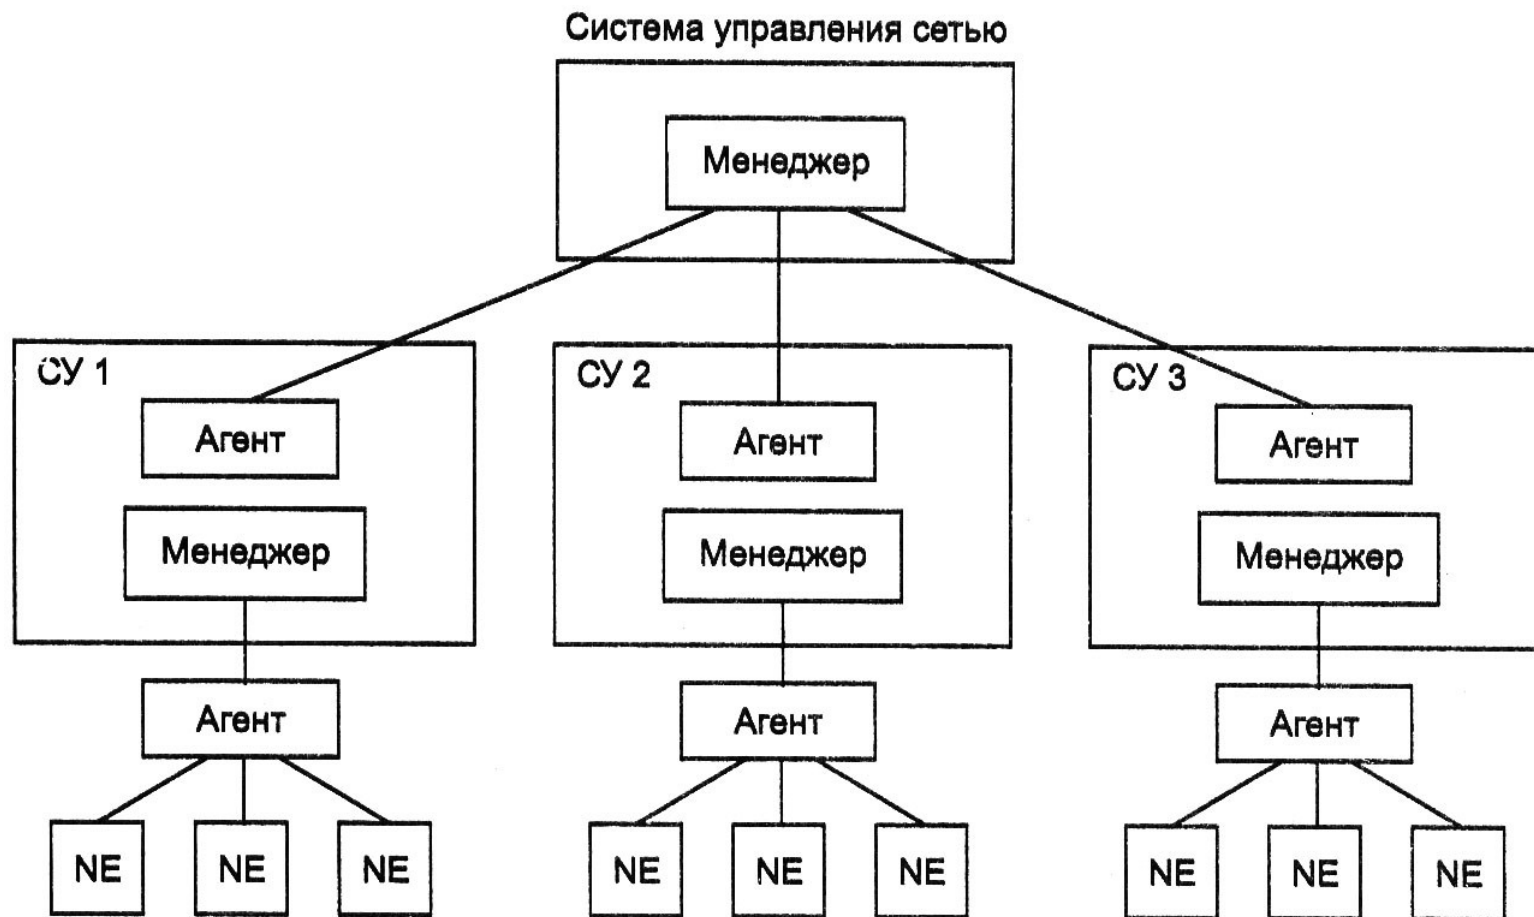 Система управления сетью
Менеджер
СУ 1
СУ 2
СУ 3
Агент
Агент
Агент
Менеджер
Менеджер
Менеджер
Агент
Агент
Агент
NE
NE
NE
NE
NE
NE
NE
NE
NE